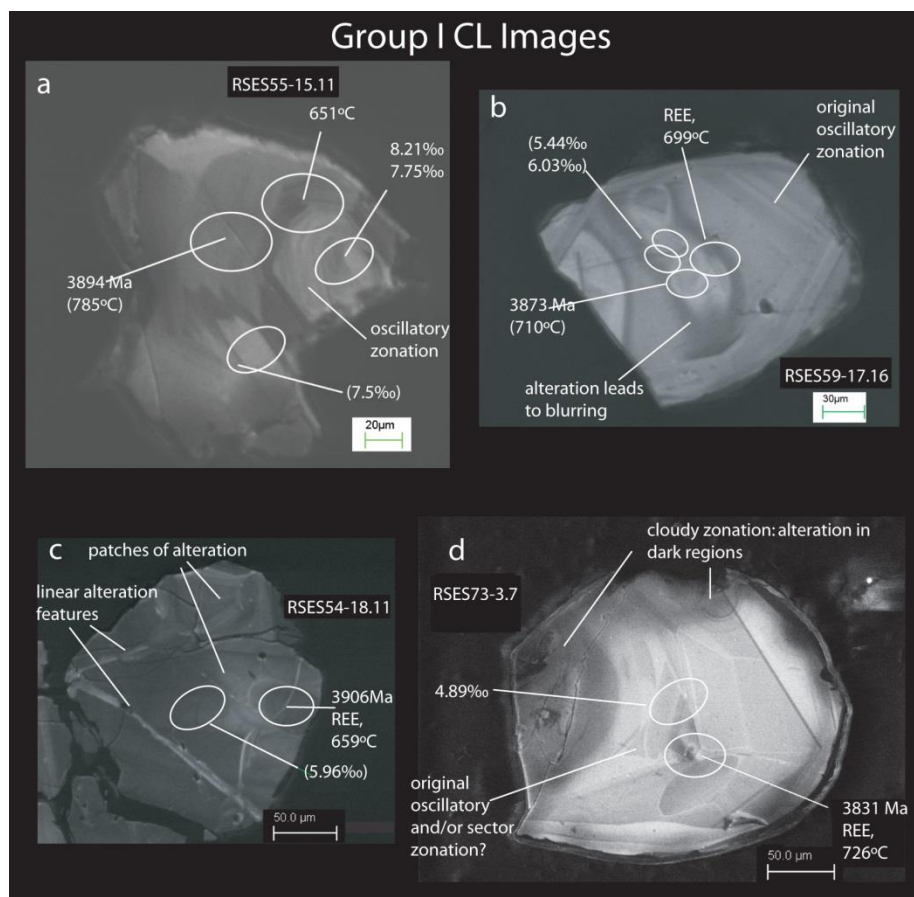 Group I CL Images
a
RSES55-15.11
651ºC
8.21‰
7.75‰
3894 Ma
(785ºC)
oscillatory
zonation
(7.5‰)
20µm
b
(5.44‰
6.03‰)
REE,
699ºC
original
oscillatory
zonation
3873 Ma
(710ºC)
alteration leads
to blurring
RSES59-17.16
30µm
c
patches of alteration
linear alteration
features
RSES54-18.11
3906Ma
REE,
659ºC
(5.96‰)
50.0 µm
d
cloudy zonation: alteration in
dark regions
RSES73-3.7
4.89‰
original
oscillatory
and/or sector
zonation?
3831 Ma
REE,
726ºC
50.0 µm